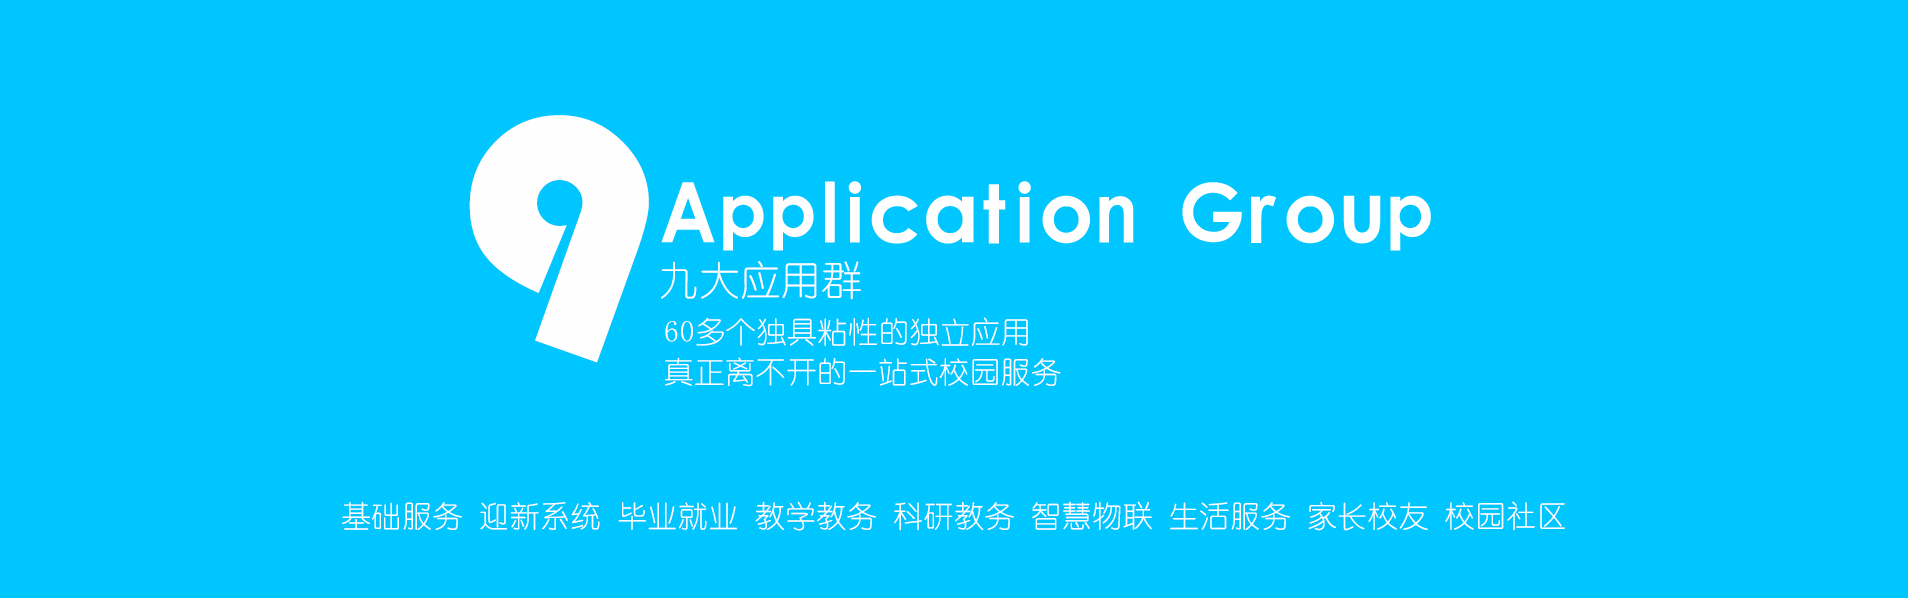 9 Application Group
九大应用群
60多个独具粘性的独立应用
真正离不开的一站式校园服务
基础服务 迎新系统 毕业就业 教学教务 科研教务 智慧物联 生活服务 家长校友 校园社区